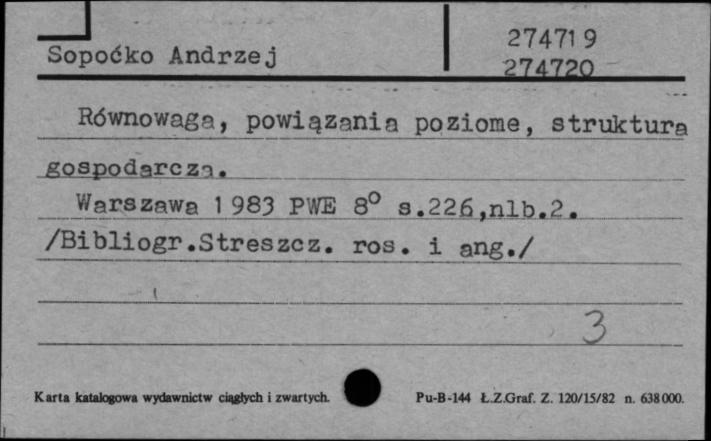 274719
Sopoćko Andrzej
274720
Równowaga, powiązania poziome, struktura
gospodarcza.
Warszawa 1983 PWE 8° s.226,nlb.2.
/Bibliogr.Streszcz. ros. i ang./
3
Karta katalogowa wydawnictw ciągłych i zwartych.
Pu-B-144 Ł.Z.Graf. Z. 120/15/82 n. 638000.